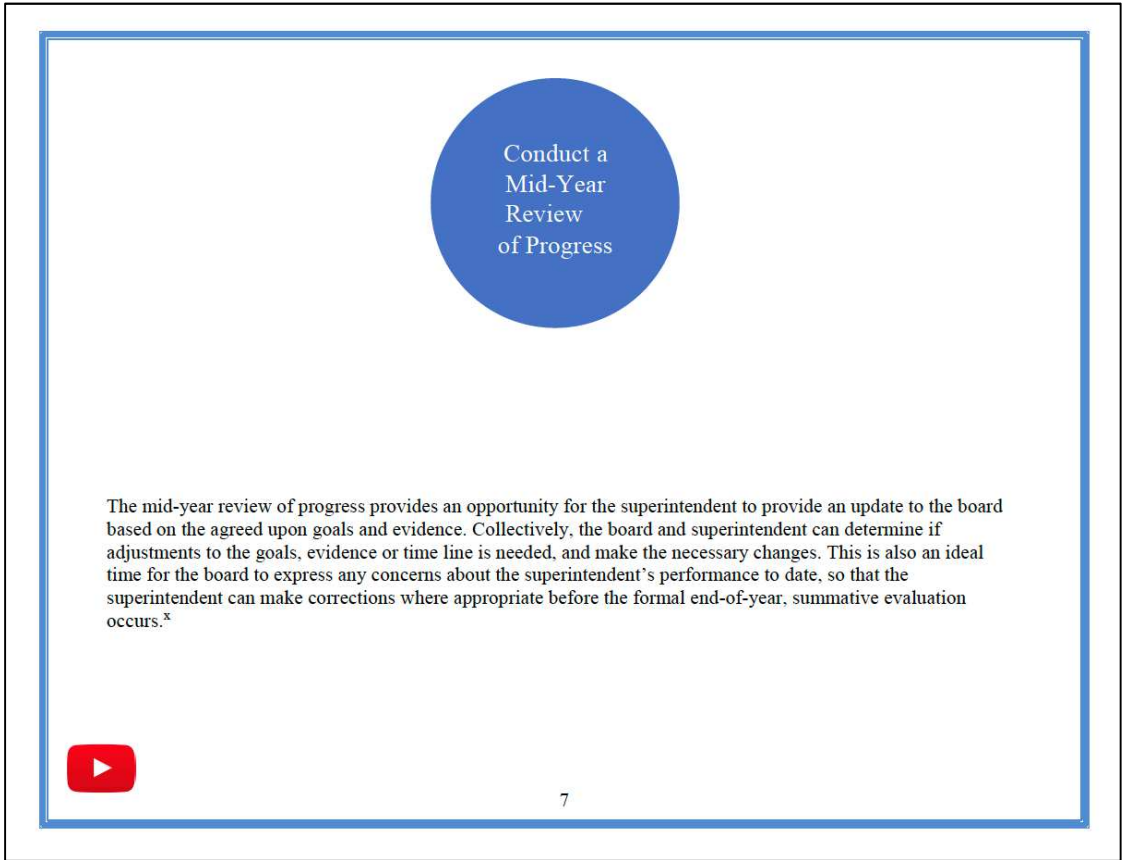 Conduct a
Mid-Year
Review
of Progress
The mid-year review of progress provides an opportunity for the superintendent to provide an update to the board
based on the agreed upon goals and evidence. Collectively, the board and superintendent can determine if
adjustments to the goals, evidence or time line is needed, and make the necessary changes. This is also an ideal
time for the board to express any concerns about the superintendent’s performance to date, so that the
superintendent can make corrections where appropriate before the formal end-of-year, summative evaluation
occurs.x
7